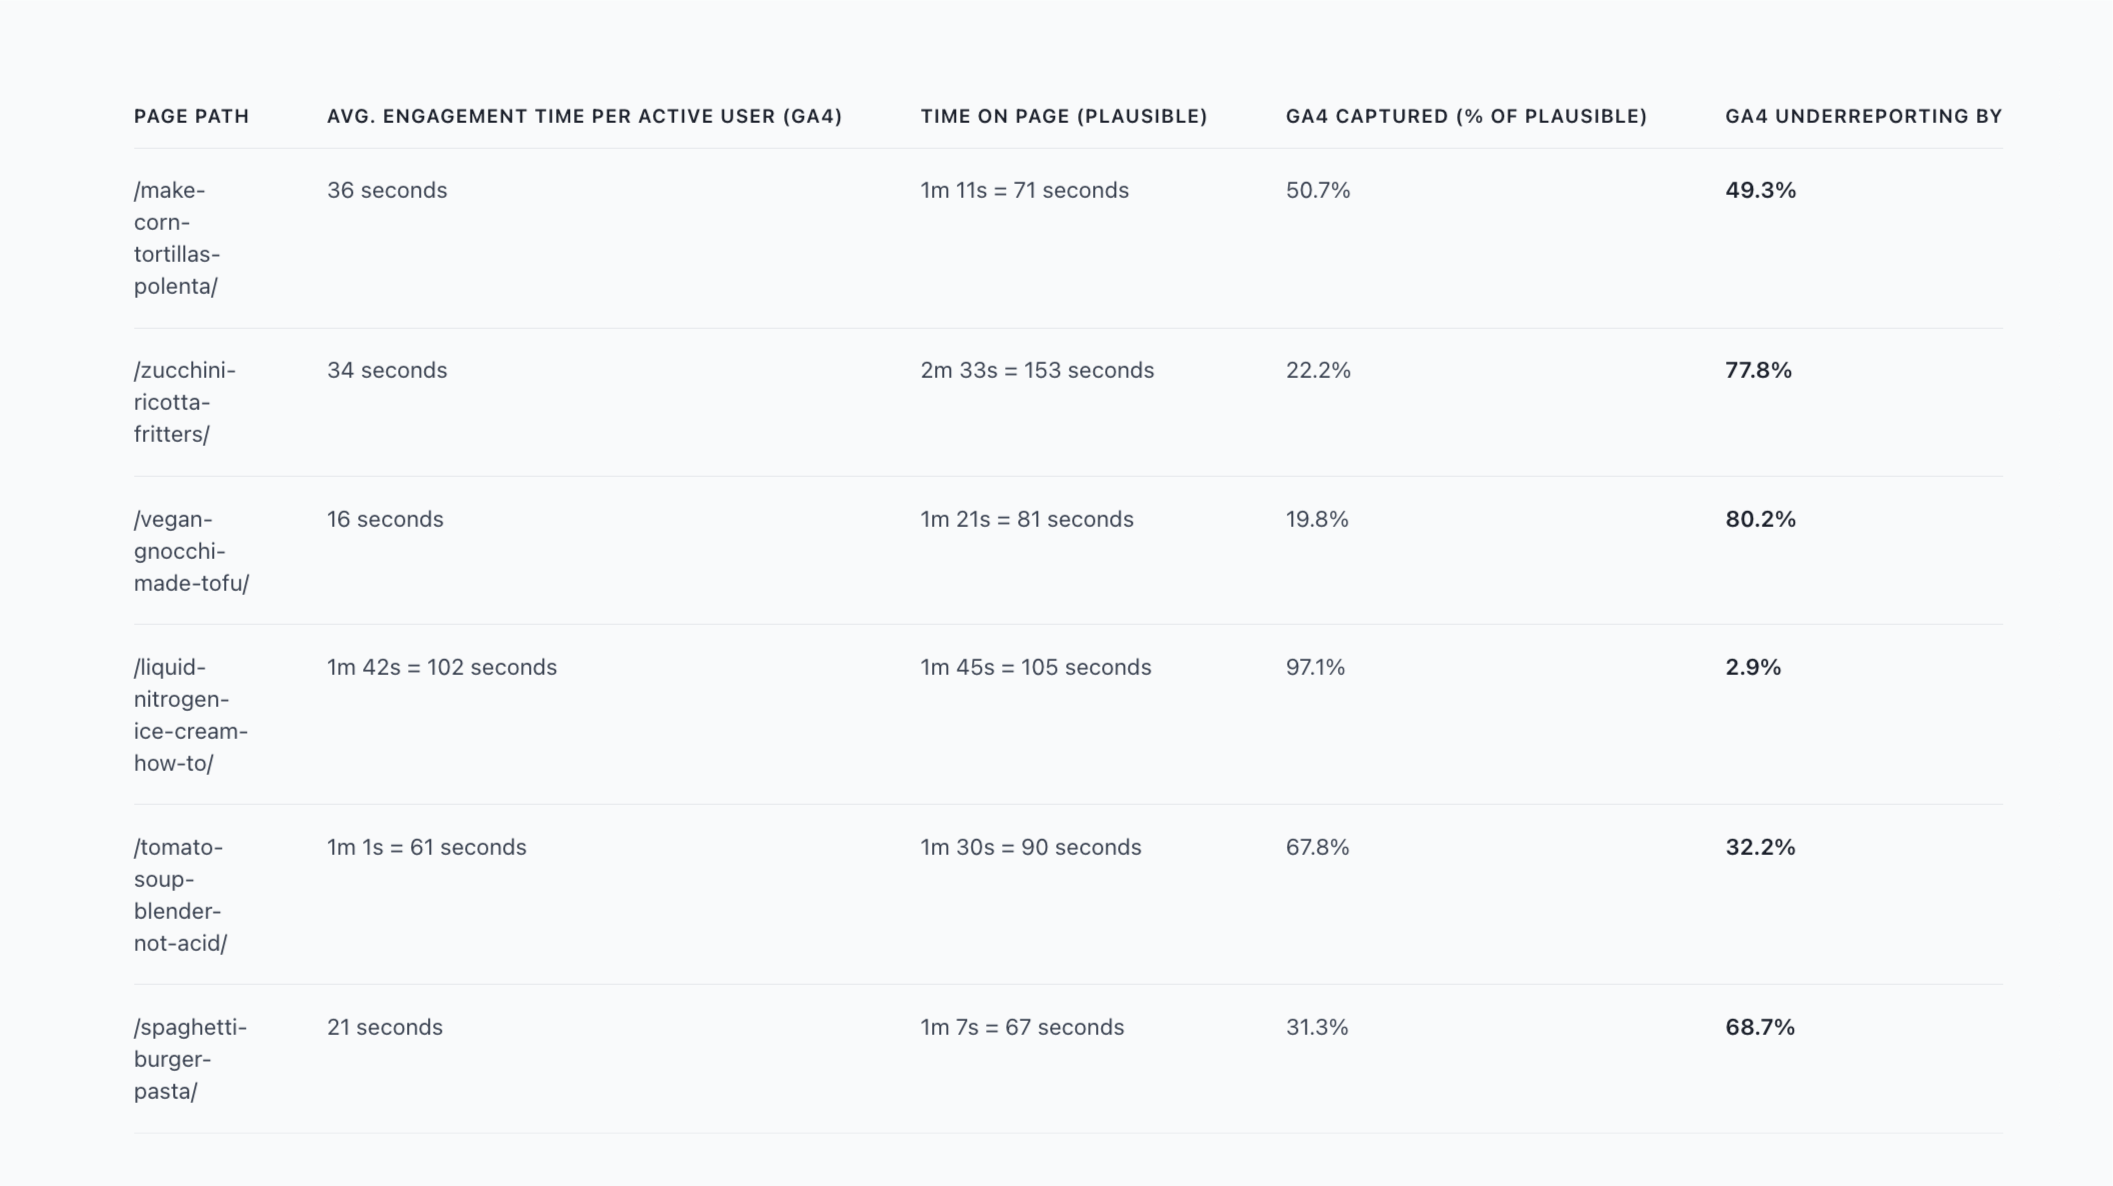 PAGE PATH AVG. ENGAGEMENT TIME PER ACTIVE USER (GA4) TIME ON PAGE (PLAUSIBLE) GA4 CAPTURED (% OF PLAUSIBLE) GA4 UNDERREPORTING BY
/make- 36 seconds 1m 11s = 71 seconds 50.7% 49.3%
corn-
tortillas-
polenta/
/zucchini- 34 seconds 2m 33s = 153 seconds 22.2% 77.8%
ricotta-
fritters/
/vegan- 16 seconds 1m 21s = 81 seconds 19.8% 80.2%
gnocchi-
made-tofu/
/liquid- 1m 42s = 102 seconds 1m 45s = 105 seconds 97.1% 2.9%
nitrogen-
ice-cream-
how-to/
/tomato- 1m 1s = 61 seconds 1m 30s = 90 seconds 67.8% 32.2%
soup-
blender-
not-acid/
/spaghetti- 21 seconds 1m 7s = 67 seconds 31.3% 68.7%
burger-
pasta/